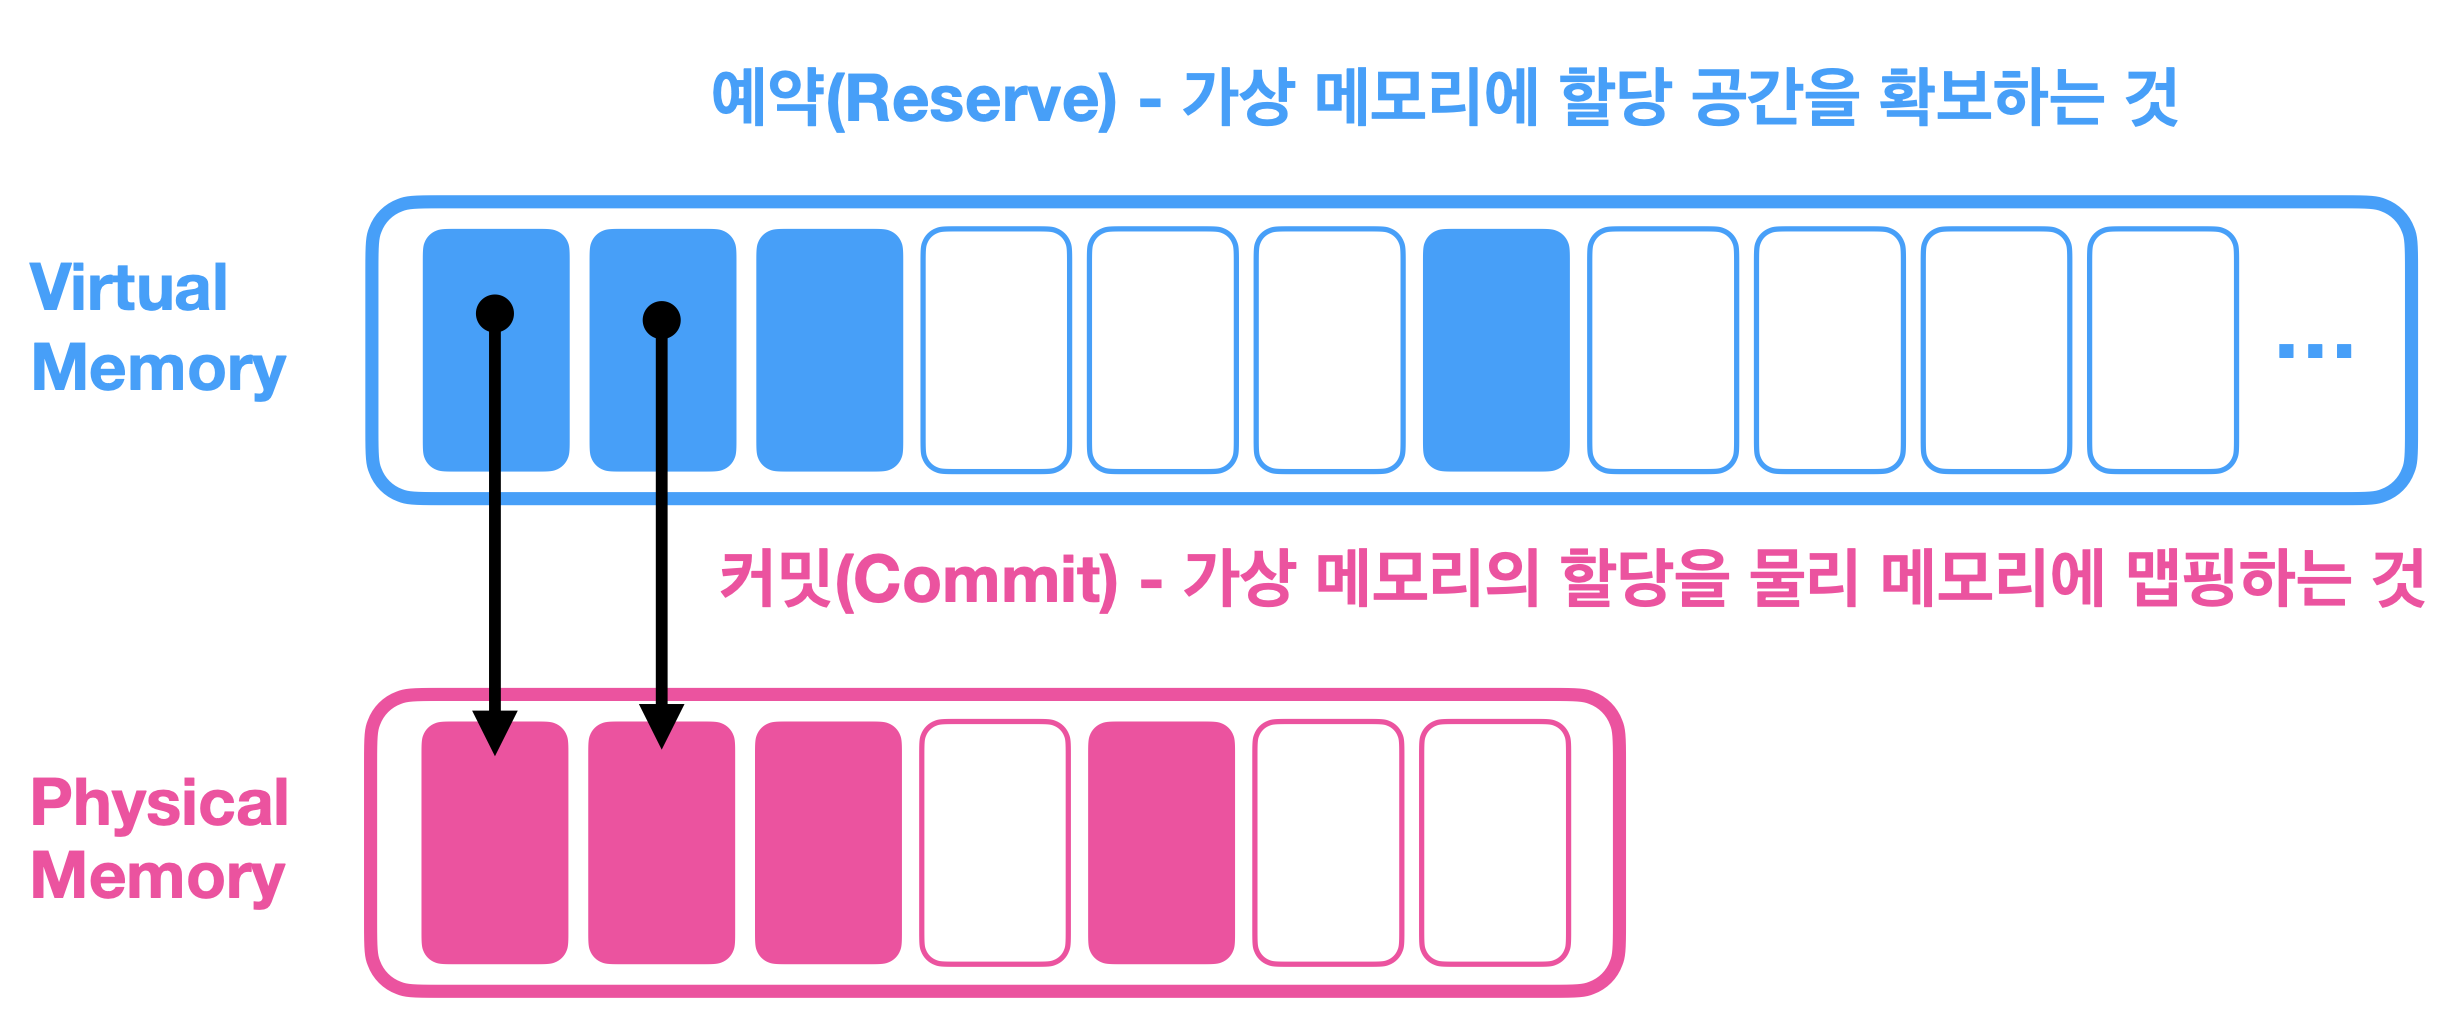 예약(Reserve) - 가상 메모리에 할당 공간을 확보하는 것
Virtual
Memory
...
커밋(Commit) - 가상 메모리의 할당을 물리 메모리에 맵핑하는 것
Physical
Memory